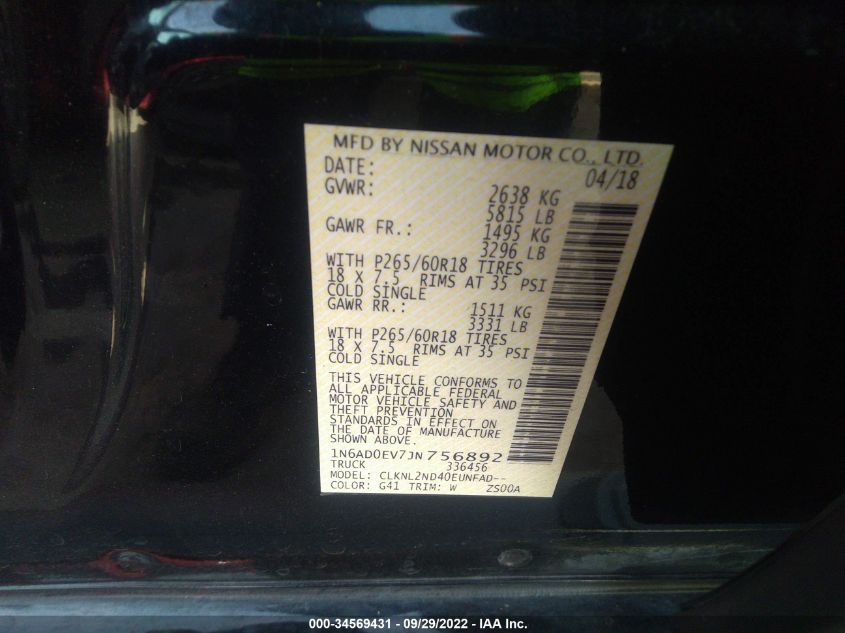 MFD BY NISSAN MOTOR CO., LTD.
DATE: 04/18
GVWR: 2638 KG
5815 LB
GAWR FR.: 1495 KG
3296 LB
WITH P265/60R18 TIRES
18 X 7.5 RIMS AT 35 PSI
COLD SINGLE
GAWR RR.: 1511 KG
3331 LB
WITH P265/60R18 TIRES
18 X 7.5 RIMS AT 35 PSI
COLD SINGLE
THIS VEHICLE CONFORMS TO
ALL APPLICABLE FEDERAL
MOTOR VEHICLE SAFETY AND
THEFT PREVENTION
STANDARDS IN EFFECT ON
THE DATE OF MANUFACTURE
SHOWN ABOVE.
1N6AD0EV7JN756892
TRUCK 336456
MODEL: CLKNL2ND40EUNFAD--
COLOR: G41 TRIM: W ZS00A
000-34569431 - 09/29/2022 - IAA Inc.